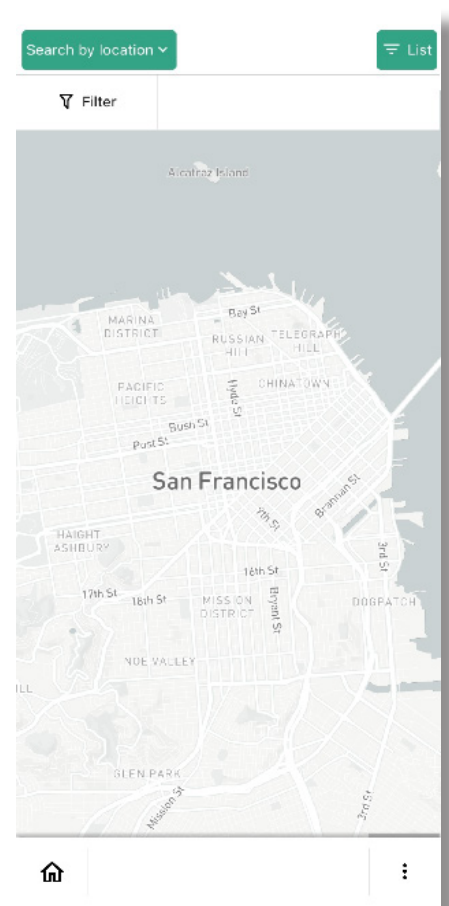 Search by location
List
Filter
Alcatraz Island
MARINA
DISTRICT
Bay St
RUSSIAN
HILL
TELEGRAPH
HILL
PACIFIC
HEIGHTS
Hyde St
CHINATOWN
Bush St
Post St
San Francisco
Brannan St
7th St
HAIGHT
ASHBURY
3rd St
16th St
17th St
18th St
MISSION
DISTRICT
Bryant St
DOGPATCH
NOE VALLEY
ILL
GLEN PARK
Mission St
3rd St